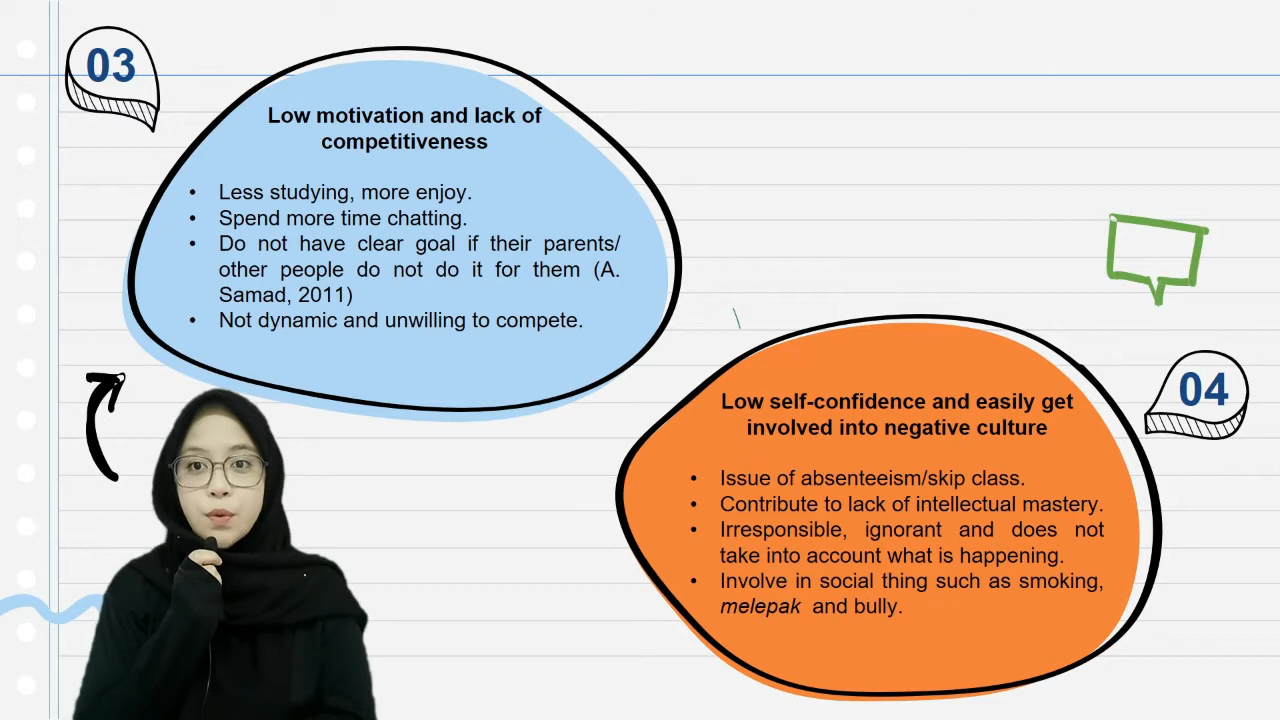 03
Low motivation and lack of
competitiveness
• Less studying, more enjoy.
• Spend more time chatting.
• Do not have clear goal if their parents/
other people do not do it for them (A.
Samad, 2011)
• Not dynamic and unwilling to compete.
04
Low self-confidence and easily get
involved into negative culture
• Issue of absenteeism/skip class.
• Contribute to lack of intellectual mastery.
• Irresponsible, ignorant and does not
take into account what is happening.
• Involve in social thing such as smoking,
melepak and bully.